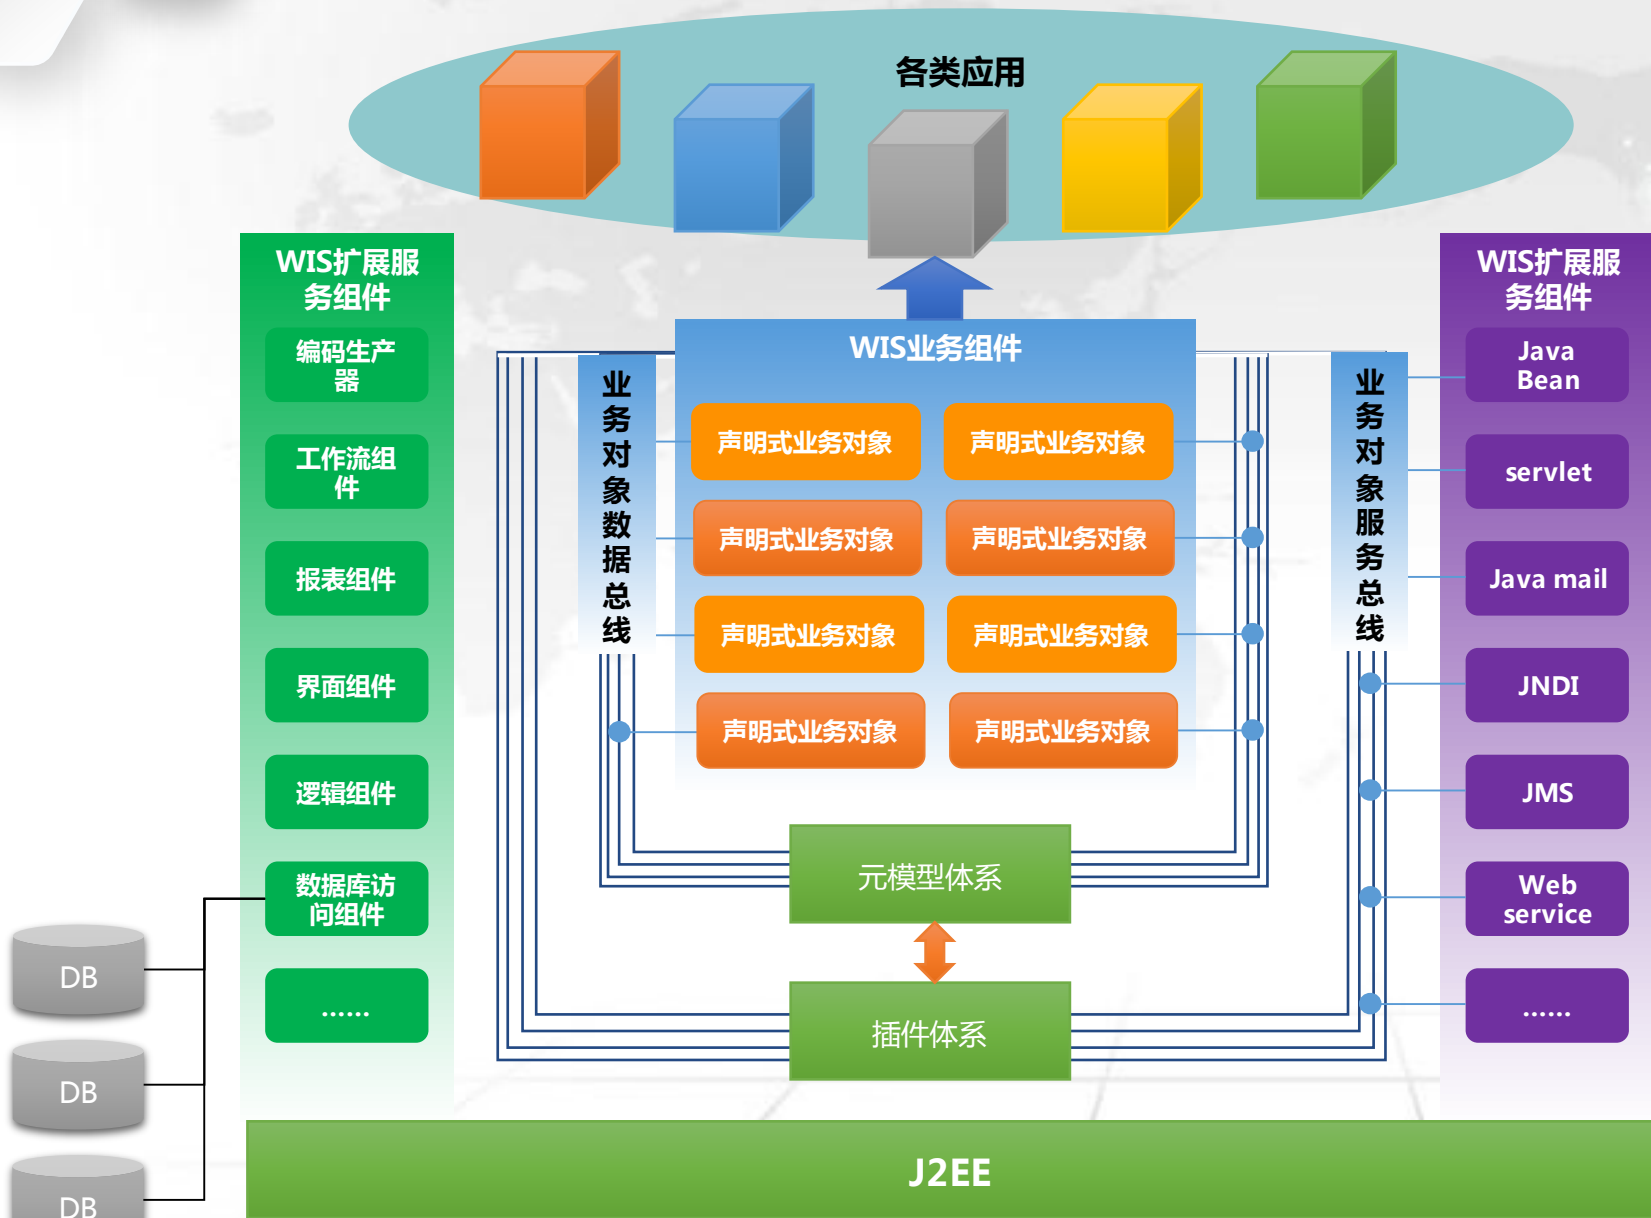 各类应用
WIS扩展服
务组件
编码生产
器
工作流组
件
报表组件
界面组件
逻辑组件
数据库访
问组件
......
DB
DB
DB
业务对象数据总线
WIS业务组件
声明式业务对象
声明式业务对象
声明式业务对象
声明式业务对象
声明式业务对象
声明式业务对象
声明式业务对象
声明式业务对象
元模型体系
插件体系
业务对象服务总线
WIS扩展服
务组件
Java
Bean
servlet
Java mail
JNDI
JMS
Web
service
......
J2EE